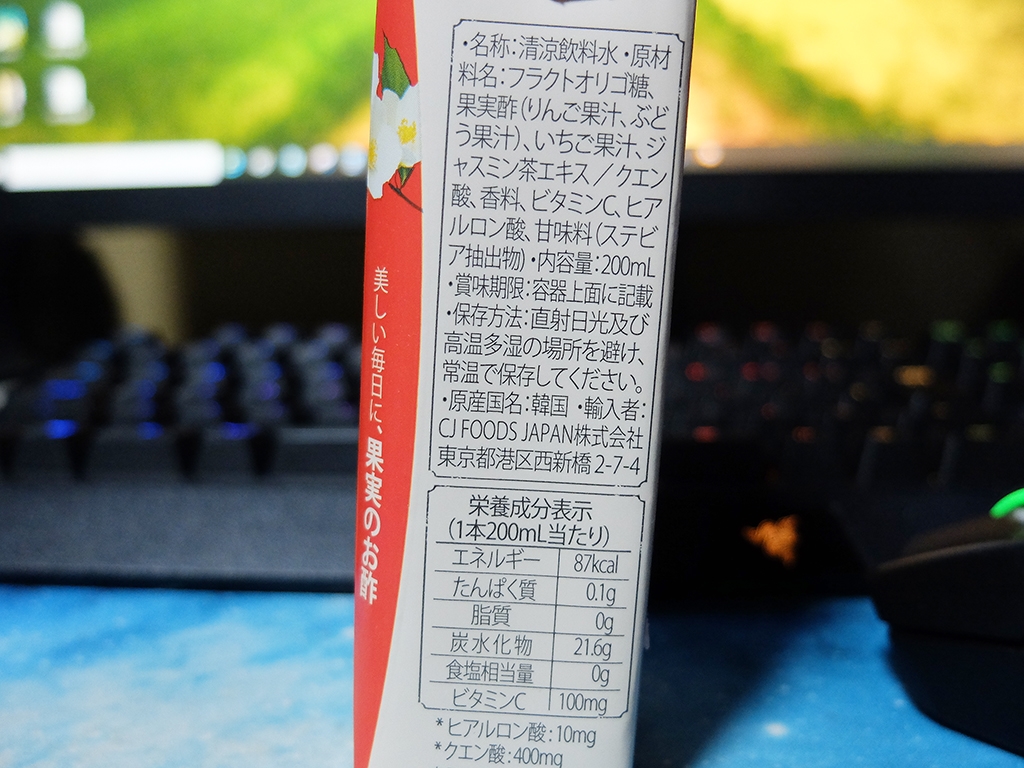 ・名称：清涼飲料水 ・原材
料名：フラクトオリゴ糖、
果実酢（りんご果汁、ぶど
う果汁）、いちご果汁、ジ
ャスミン茶エキス／クエン
酸、香料、ビタミンC、ヒア
ルロン酸、甘味料（ステビ
ア抽出物）・内容量：200mL
・賞味期限：容器上面に記載
・保存方法：直射日光及び
高温多湿の場所を避け、
常温で保存してください。
・原産国名：韓国 ・輸入者：
CJ FOODS JAPAN株式会社
東京都港区西新橋 2-7-4
栄養成分表示
（1本200mL当たり）
エネルギー 87kcal
たんぱく質 0.1g
脂質 0g
炭水化物 21.6g
食塩相当量 0g
ビタミンC 100mg
＊ヒアルロン酸：10mg
＊クエン酸：400mg
美しい毎日に、果実のお酢